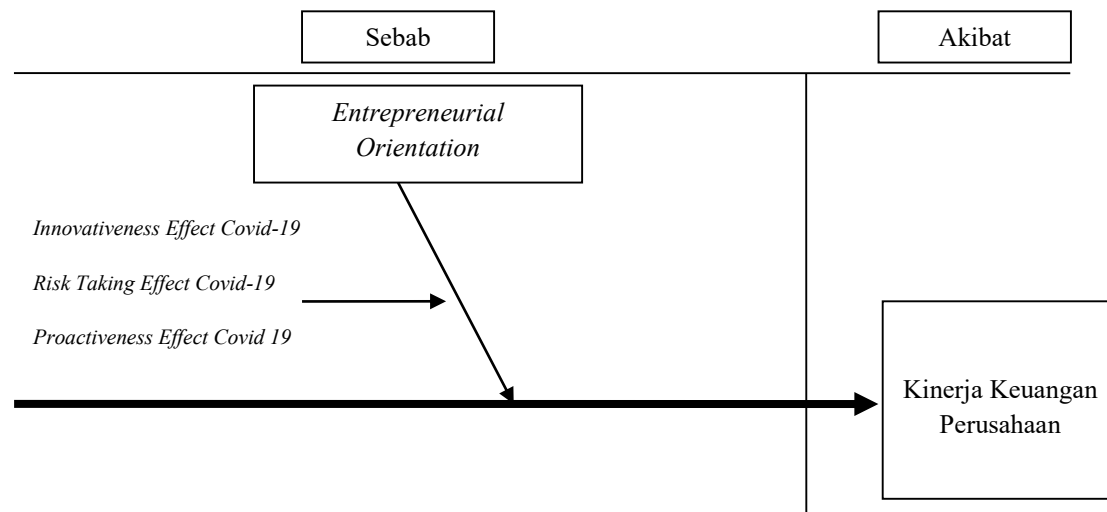 Sebab
Akibat
Entrepreneurial
Orientation
Innovativeness Effect Covid-19
Risk Taking Effect Covid-19
Proactiveness Effect Covid 19
Kinerja Keuangan
Perusahaan